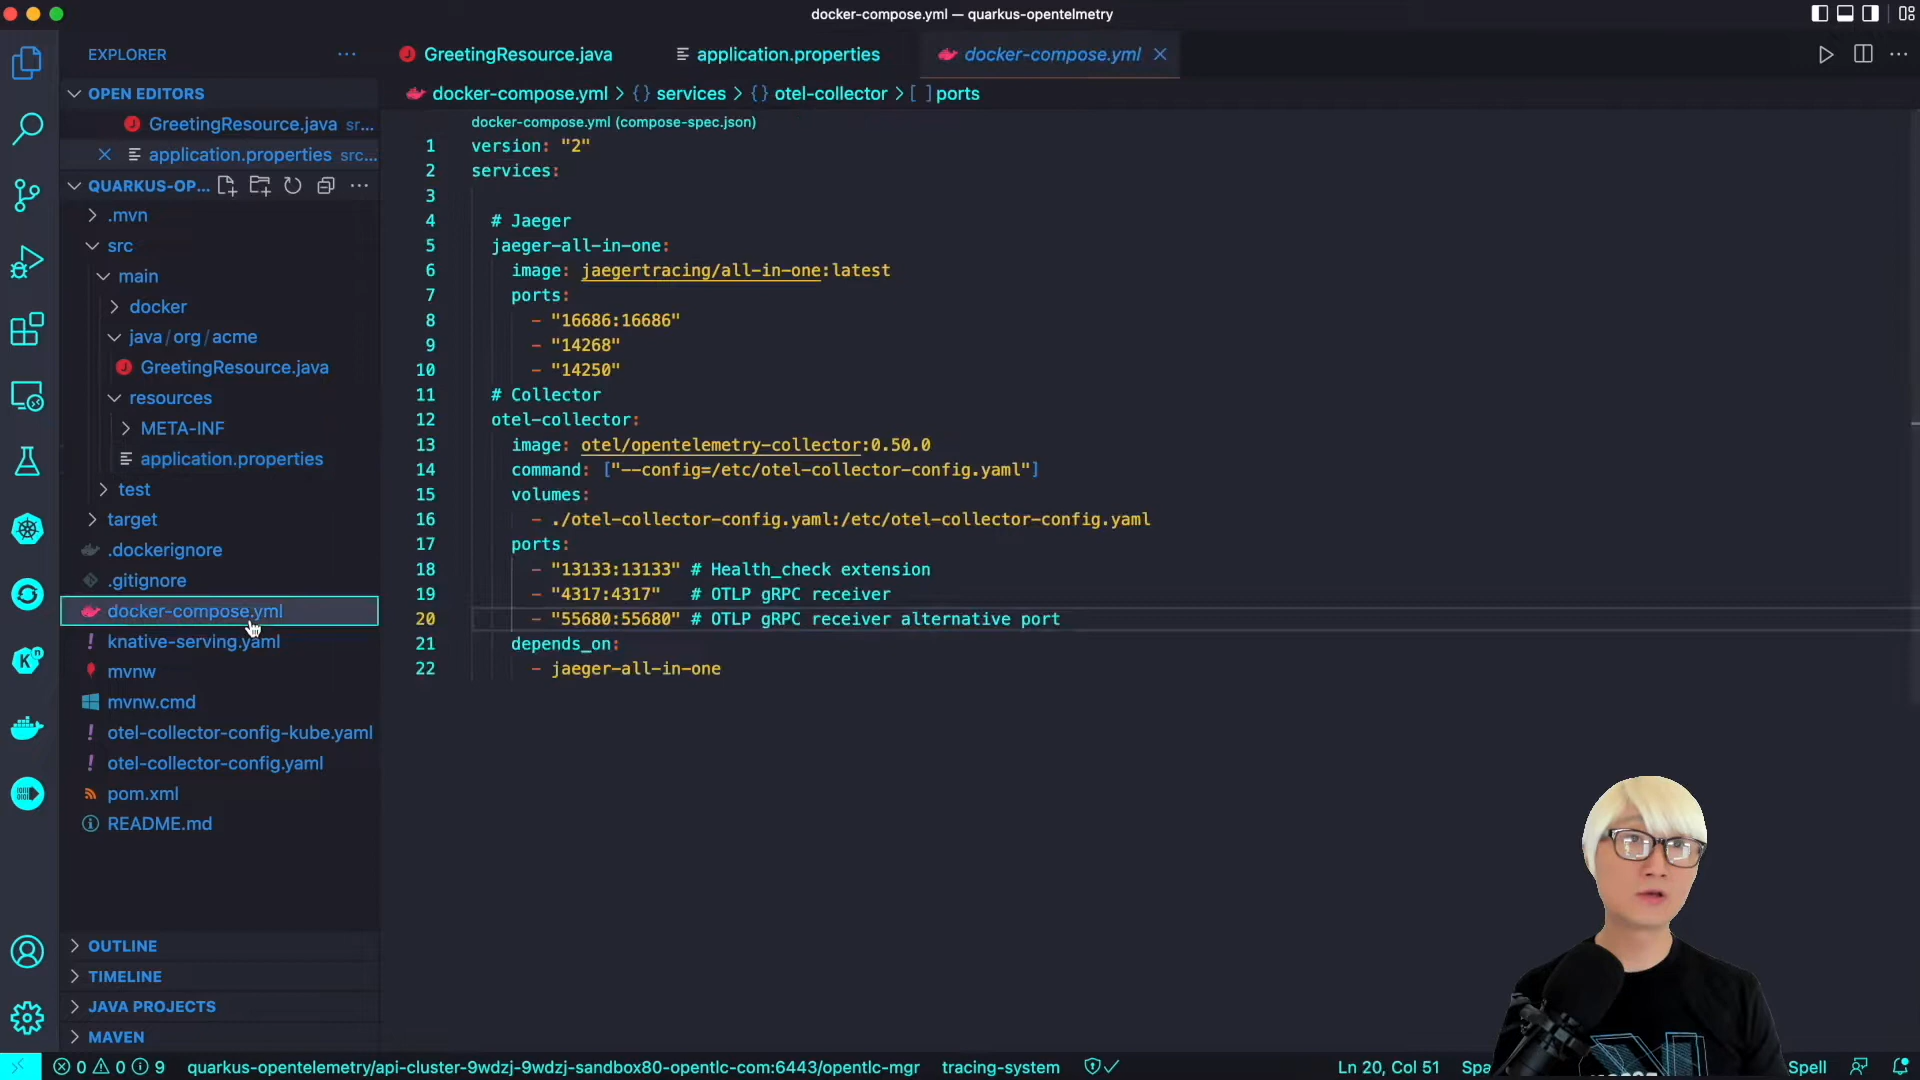 docker-compose.yml — quarkus-opentelmetry
EXPLORER
GreetingResource.java
application.properties
docker-compose.yml
OPEN EDITORS
docker-compose.yml > {} services > {} otel-collector > [ ] ports
GreetingResource.java sr...
application.properties src...
QUARKUS-OP...
.mvn
src
main
docker
java / org / acme
GreetingResource.java
resources
META-INF
application.properties
test
target
.dockerignore
.gitignore
docker-compose.yml
knative-serving.yaml
mvnw
mvnw.cmd
otel-collector-config-kube.yaml
otel-collector-config.yaml
pom.xml
README.md
OUTLINE
TIMELINE
JAVA PROJECTS
MAVEN
docker-compose.yml (compose-spec.json)
1 version: "2"
2 services:
3
4 # Jaeger
5 jaeger-all-in-one:
6 image: jaegertracing/all-in-one:latest
7 ports:
8 - "16686:16686"
9 - "14268"
10 - "14250"
11 # Collector
12 otel-collector:
13 image: otel/opentelemetry-collector:0.50.0
14 command: ["--config=/etc/otel-collector-config.yaml"]
15 volumes:
16 - ./otel-collector-config.yaml:/etc/otel-collector-config.yaml
17 ports:
18 - "13133:13133" # Health_check extension
19 - "4317:4317" # OTLP gRPC receiver
20 - "55680:55680" # OTLP gRPC receiver alternative port
21 depends_on:
22 - jaeger-all-in-one
0 0 9 quarkus-opentelemetry/api-cluster-9wdzj-9wdzj-sandbox80-opentlc-com:6443/opentlc-mgr tracing-system Ln 20, Col 51 Spa Spell